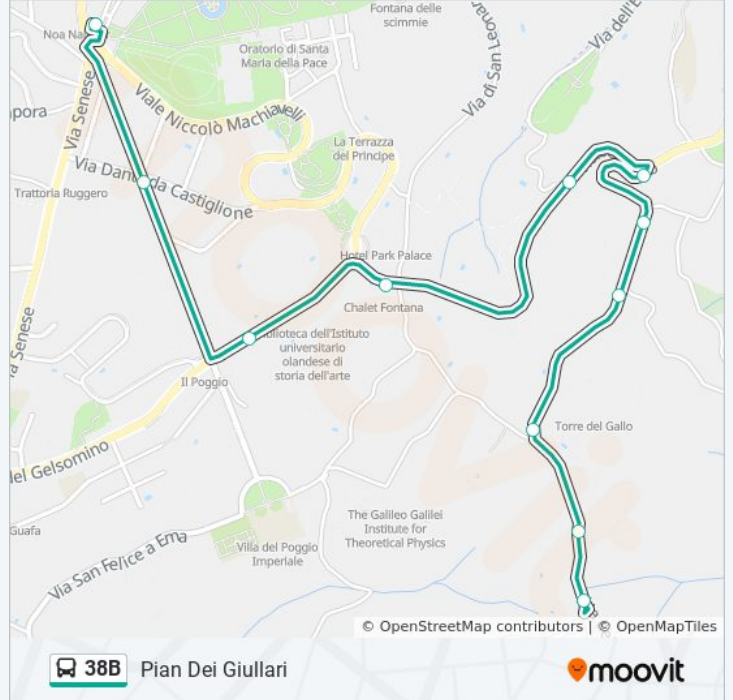 Fontana delle
scimmie
Noa Na
Oratorio di Santa
Maria della Pace
Via di San Leonar
Via dell'E
Viale Niccolò Machiavelli
pora
Via Senese
La Terrazza
del Principe
Via Dante da Castiglione
Trattoria Ruggero
Hotel Park Palace
Chalet Fontana
blioteca dell'Istituto
universitario
olandese di
storia dell'arte
a Senese
Il Poggio
Torre del Gallo
del Gelsomino
Guafa
The Galileo Galilei
Institute for
Theoretical Physics
Villa del Poggio
Imperiale
Via San Felice a Ema
© OpenStreetMap contributors | © OpenMapTiles
38B Pian Dei Giullari
moovit